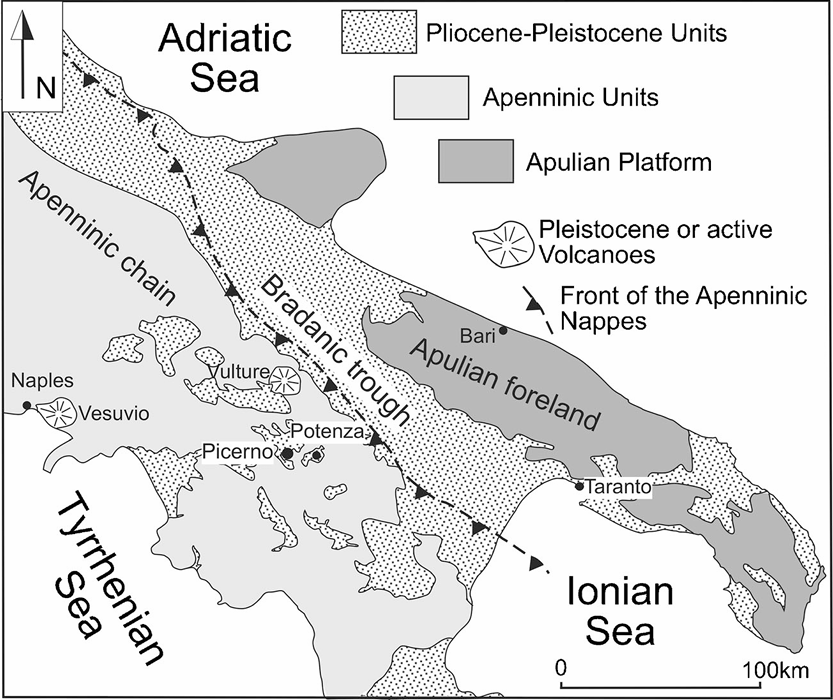 N
Adriatic
Sea
Pliocene-Pleistocene Units
Apenninic Units
Apulian Platform
Pleistocene or active
Volcanoes
Front of the Apenninic
Nappes
Apenninic chain
Bradanic trough
Bari
Apulian foreland
Vulture
Naples
Vesuvio
Potenza
Picerno
Taranto
Tyrrhenian
Sea
Ionian
Sea
0
100km